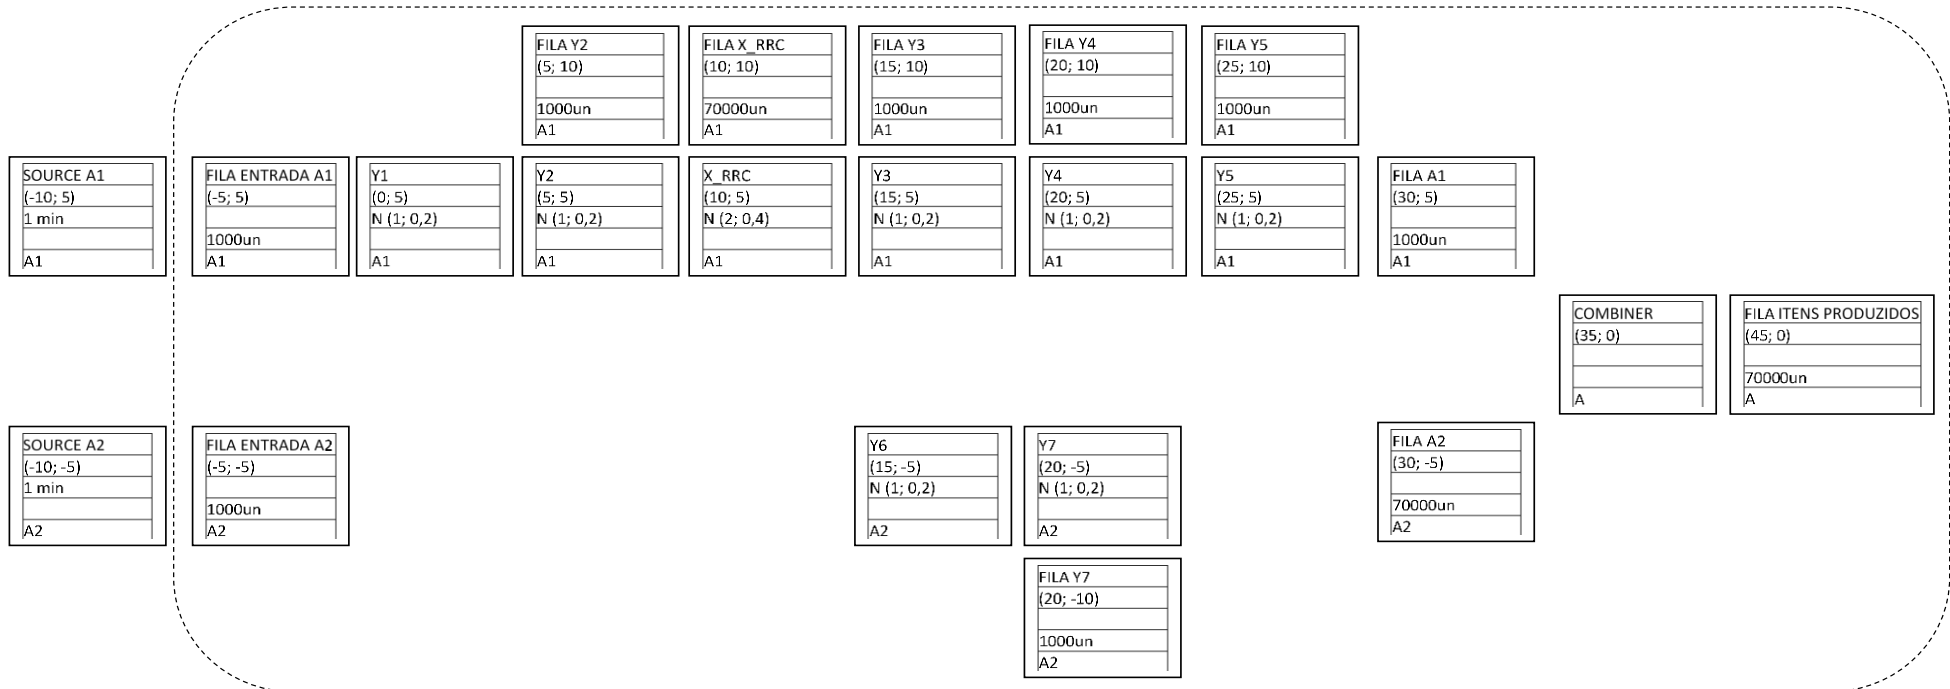 FILA Y2
(5; 10)
1000un
A1
FILA X_RRC
(10; 10)
70000un
A1
FILA Y3
(15; 10)
1000un
A1
FILA Y4
(20; 10)
1000un
A1
FILA Y5
(25; 10)
1000un
A1
SOURCE A1
(-10; 5)
1 min
A1
FILA ENTRADA A1
(-5; 5)
1000un
A1
Y1
(0; 5)
N (1; 0,2)
A1
Y2
(5; 5)
N (1; 0,2)
A1
X_RRC
(10; 5)
N (2; 0,4)
A1
Y3
(15; 5)
N (1; 0,2)
A1
Y4
(20; 5)
N (1; 0,2)
A1
Y5
(25; 5)
N (1; 0,2)
A1
FILA A1
(30; 5)
1000un
A1
COMBINER
(35; 0)
A
FILA ITENS PRODUZIDOS
(45; 0)
70000un
A
SOURCE A2
(-10; -5)
1 min
A2
FILA ENTRADA A2
(-5; -5)
1000un
A2
Y6
(15; -5)
N (1; 0,2)
A2
Y7
(20; -5)
N (1; 0,2)
A2
FILA A2
(30; -5)
70000un
A2
FILA Y7
(20; -10)
1000un
A2